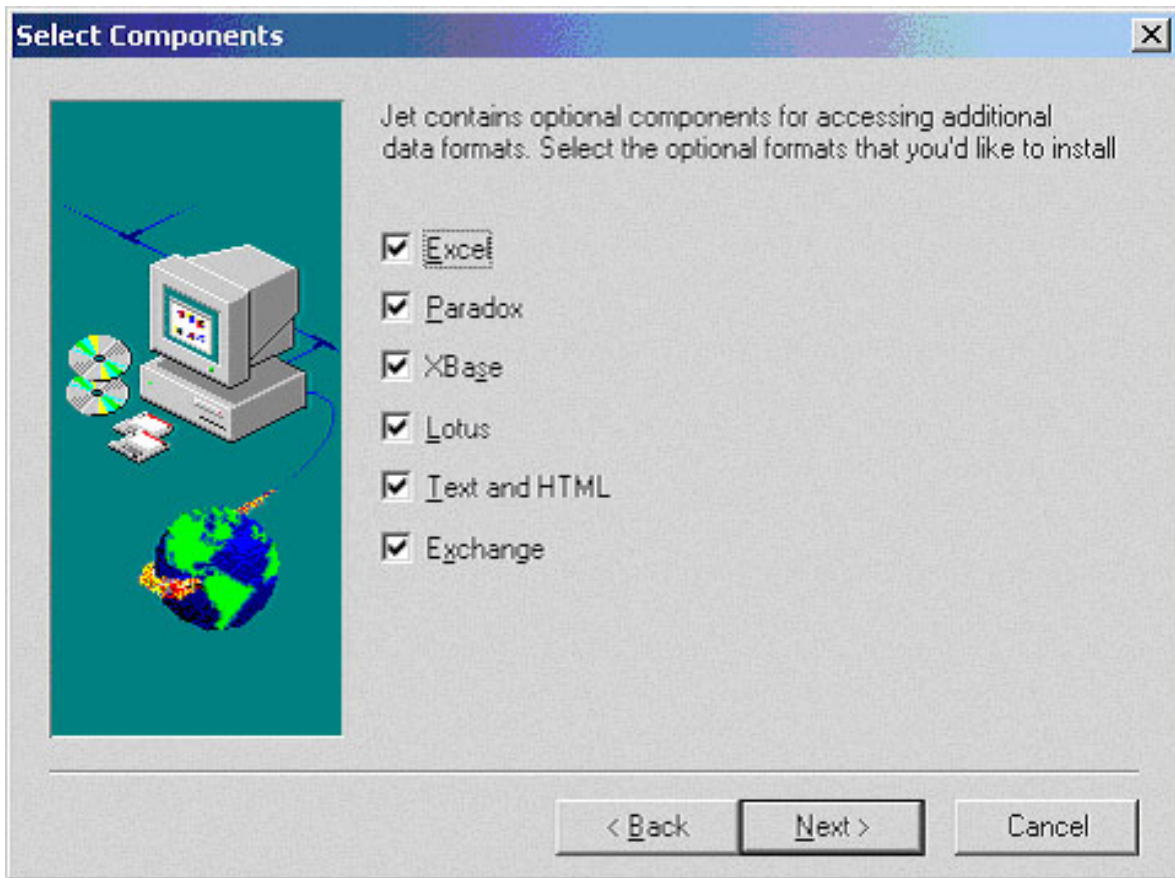 Select Components
Jet contains optional components for accessing additional
data formats. Select the optional formats that you'd like to install
Excel
Paradox
XBase
Lotus
Text and HTML
Exchange
< Back
Next >
Cancel